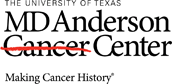 THE UNIVERSITY OF TEXAS
MD Anderson
Cancer Center
Making Cancer History®